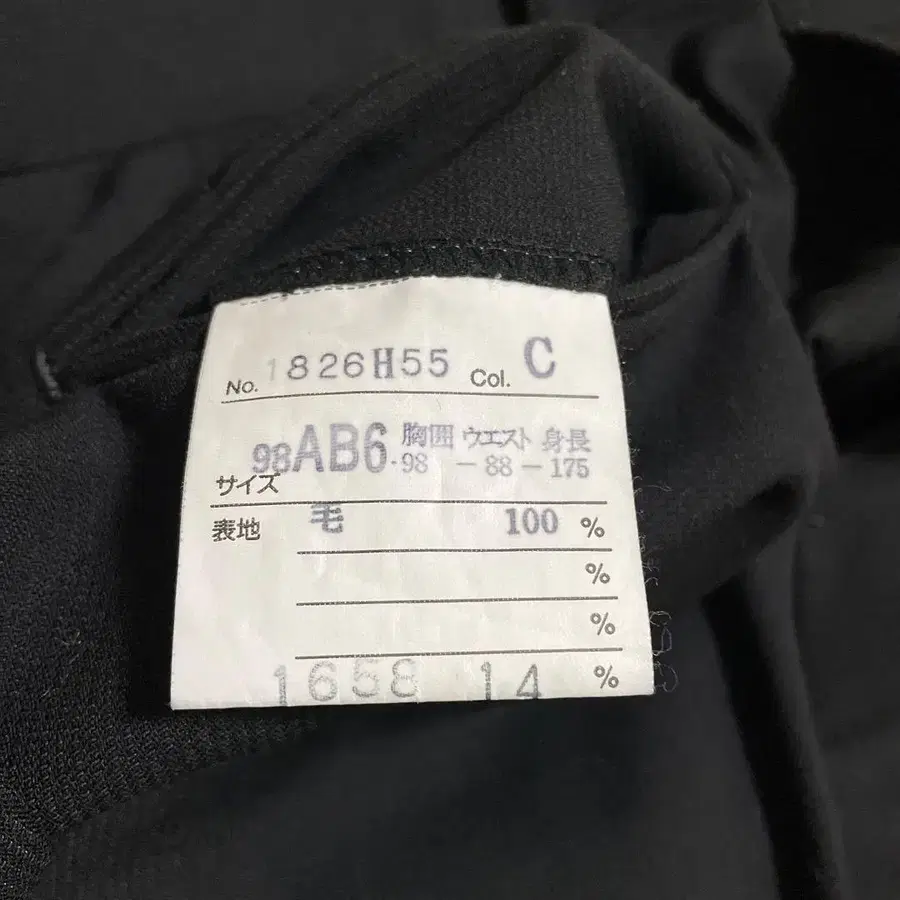 No. 1826H55 Col. C
98AB6 胸囲 ウエスト 身長
サイズ .98 -88-175
表地 毛 100 %
%
%
1658 14 %